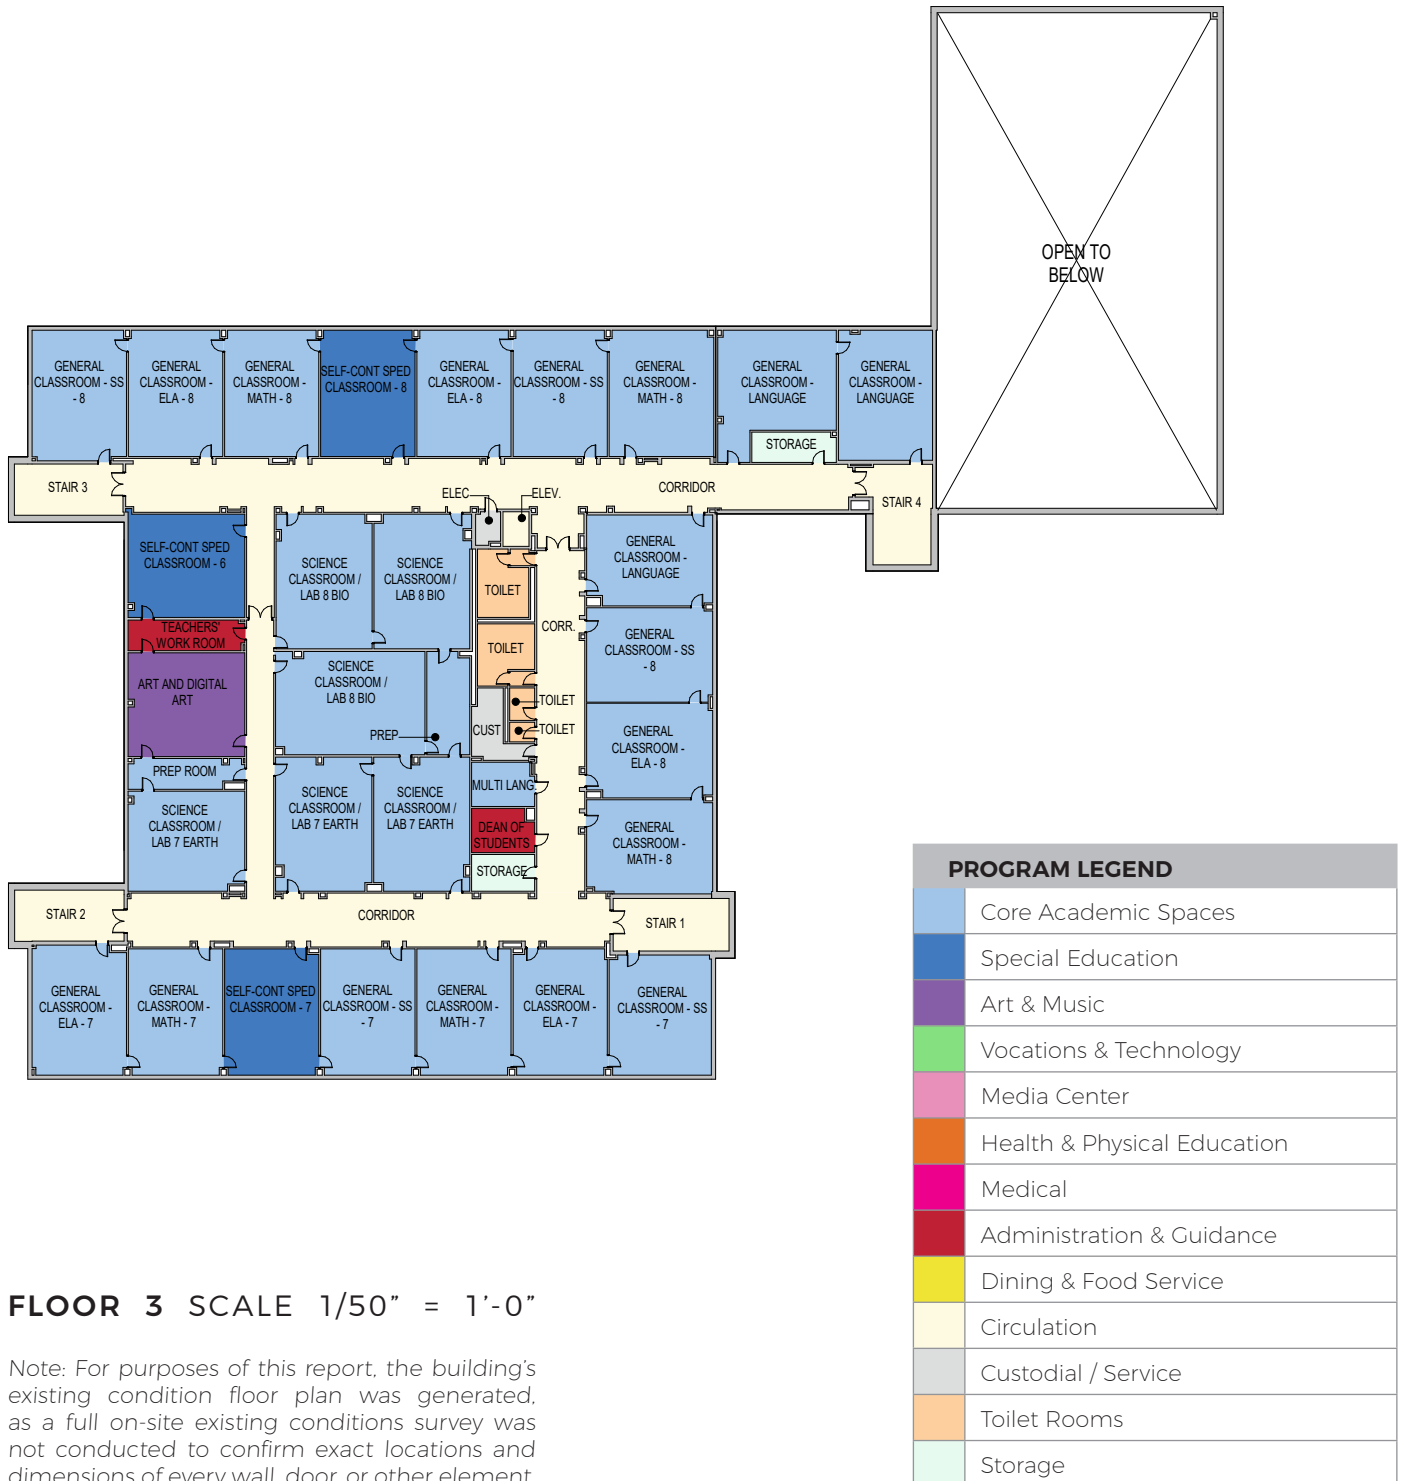 OPEN TO
BELOW
GENERAL
CLASSROOM - SS
- 8
GENERAL
CLASSROOM -
ELA - 8
GENERAL
CLASSROOM -
MATH - 8
SELF-CONT SPED
CLASSROOM - 8
GENERAL
CLASSROOM -
ELA - 8
GENERAL
CLASSROOM - SS
- 8
GENERAL
CLASSROOM -
MATH - 8
GENERAL
CLASSROOM -
LANGUAGE
GENERAL
CLASSROOM -
LANGUAGE
STORAGE
STAIR 3
ELEC
ELEV.
CORRIDOR
STAIR 4
SELF-CONT SPED
CLASSROOM - 6
SCIENCE
CLASSROOM /
LAB 8 BIO
SCIENCE
CLASSROOM /
LAB 8 BIO
TOILET
GENERAL
CLASSROOM -
LANGUAGE
TEACHERS'
WORK ROOM
TOILET
CORR.
GENERAL
CLASSROOM - SS
- 8
ART AND DIGITAL
ART
SCIENCE
CLASSROOM /
LAB 8 BIO
PREP
CUST
TOILET
TOILET
GENERAL
CLASSROOM -
ELA - 8
PREP ROOM
SCIENCE
CLASSROOM /
LAB 7 EARTH
SCIENCE
CLASSROOM /
LAB 7 EARTH
SCIENCE
CLASSROOM /
LAB 7 EARTH
MULTI LANG.
DEAN OF
STUDENTS
STORAGE
GENERAL
CLASSROOM -
MATH - 8
STAIR 2
CORRIDOR
STAIR 1
GENERAL
CLASSROOM -
ELA - 7
GENERAL
CLASSROOM -
MATH - 7
SELF-CONT SPED
CLASSROOM - 7
GENERAL
CLASSROOM - SS
- 7
GENERAL
CLASSROOM -
MATH - 7
GENERAL
CLASSROOM -
ELA - 7
GENERAL
CLASSROOM - SS
- 7
PROGRAM LEGEND
Core Academic Spaces
Special Education
Art & Music
Vocations & Technology
Media Center
Health & Physical Education
Medical
Administration & Guidance
Dining & Food Service
Circulation
Custodial / Service
Toilet Rooms
Storage
FLOOR 3 SCALE 1/50” = 1’-0”
Note: For purposes of this report, the building’s
existing condition floor plan was generated,
as a full on-site existing conditions survey was
not conducted to confirm exact locations and
dimensions of every wall, door, or other element